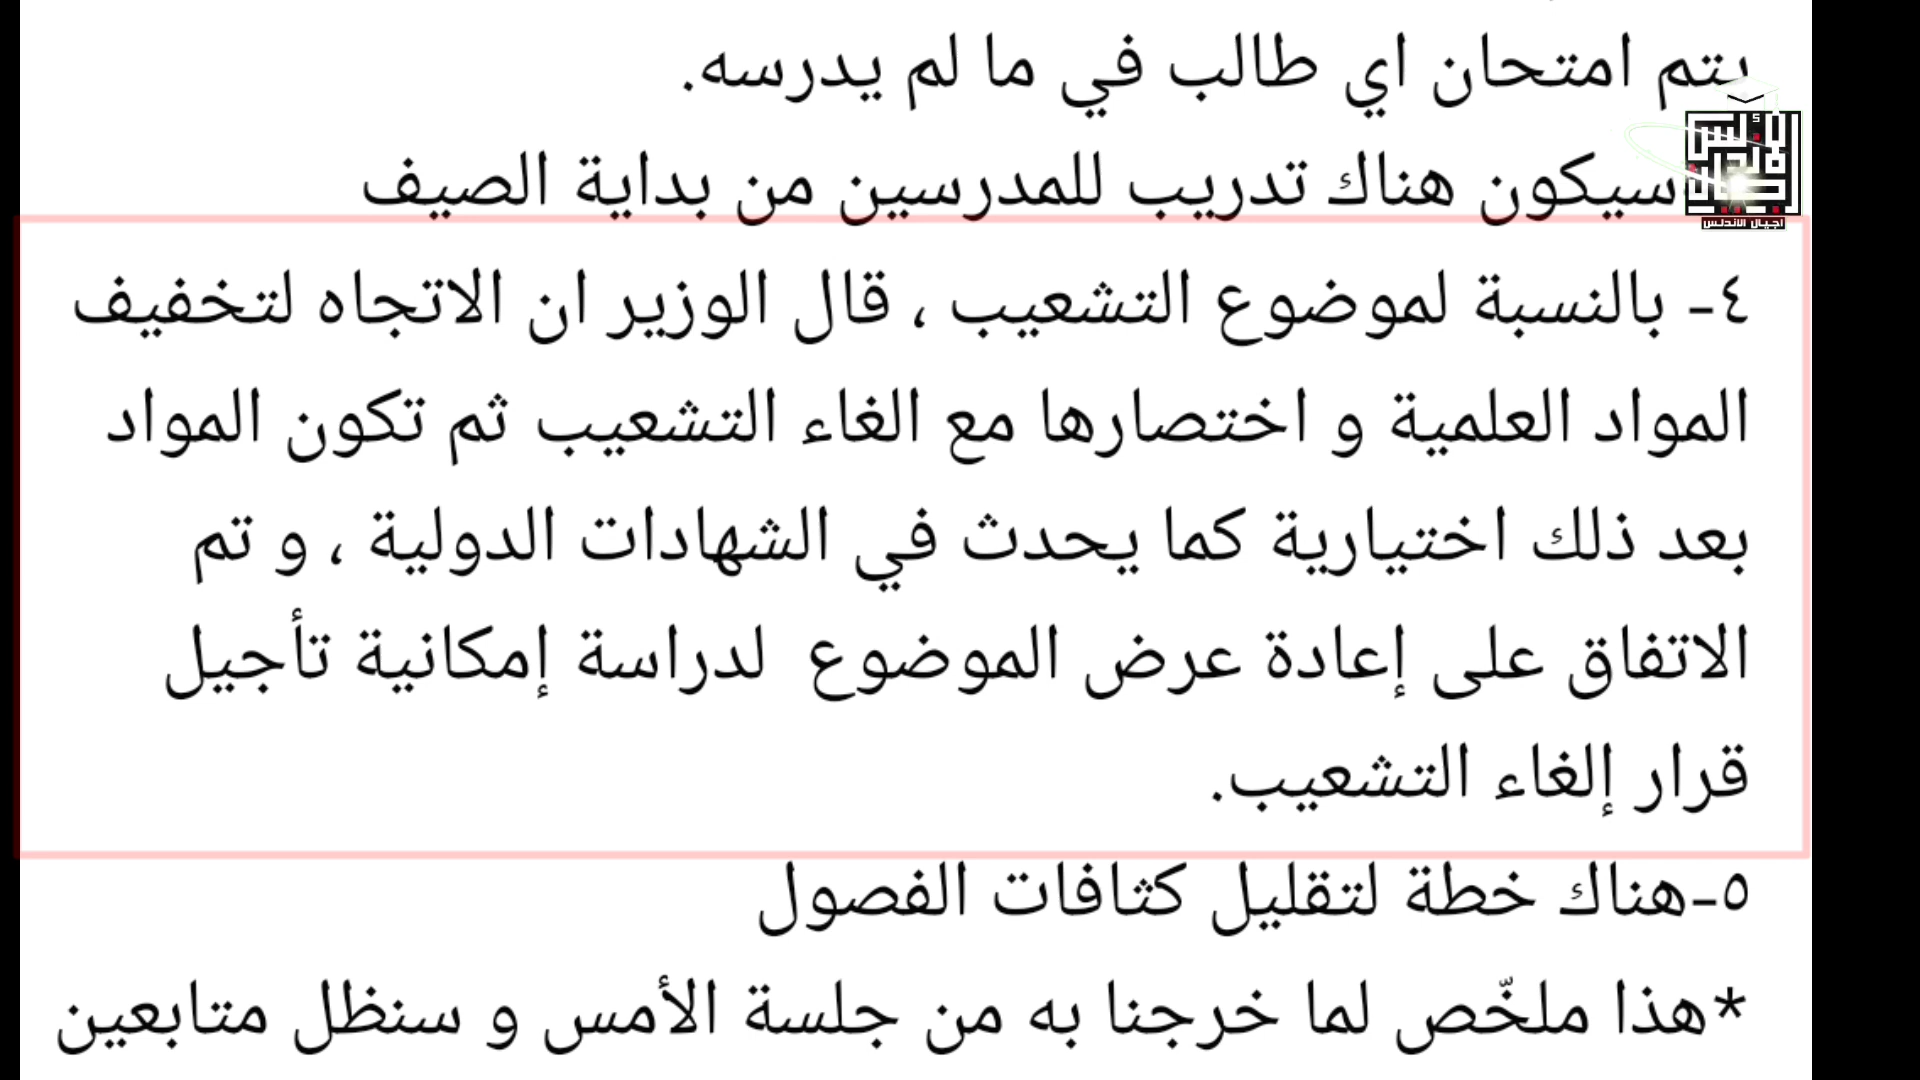 يتم امتحان اي طالب في ما لم يدرسه.
سيكون هناك تدريب للمدرسين من بداية الصيف
اجيال الاندلس
٤- بالنسبة لموضوع التشعيب ، قال الوزير ان الاتجاه لتخفيف
المواد العلمية و اختصارها مع الغاء التشعيب ثم تكون المواد
بعد ذلك اختيارية كما يحدث في الشهادات الدولية ، و تم
الاتفاق على إعادة عرض الموضوع لدراسة إمكانية تأجيل
قرار إلغاء التشعيب.
٥-هناك خطة لتقليل كثافات الفصول
*هذا ملخّص لما خرجنا به من جلسة الأمس و سنظل متابعين